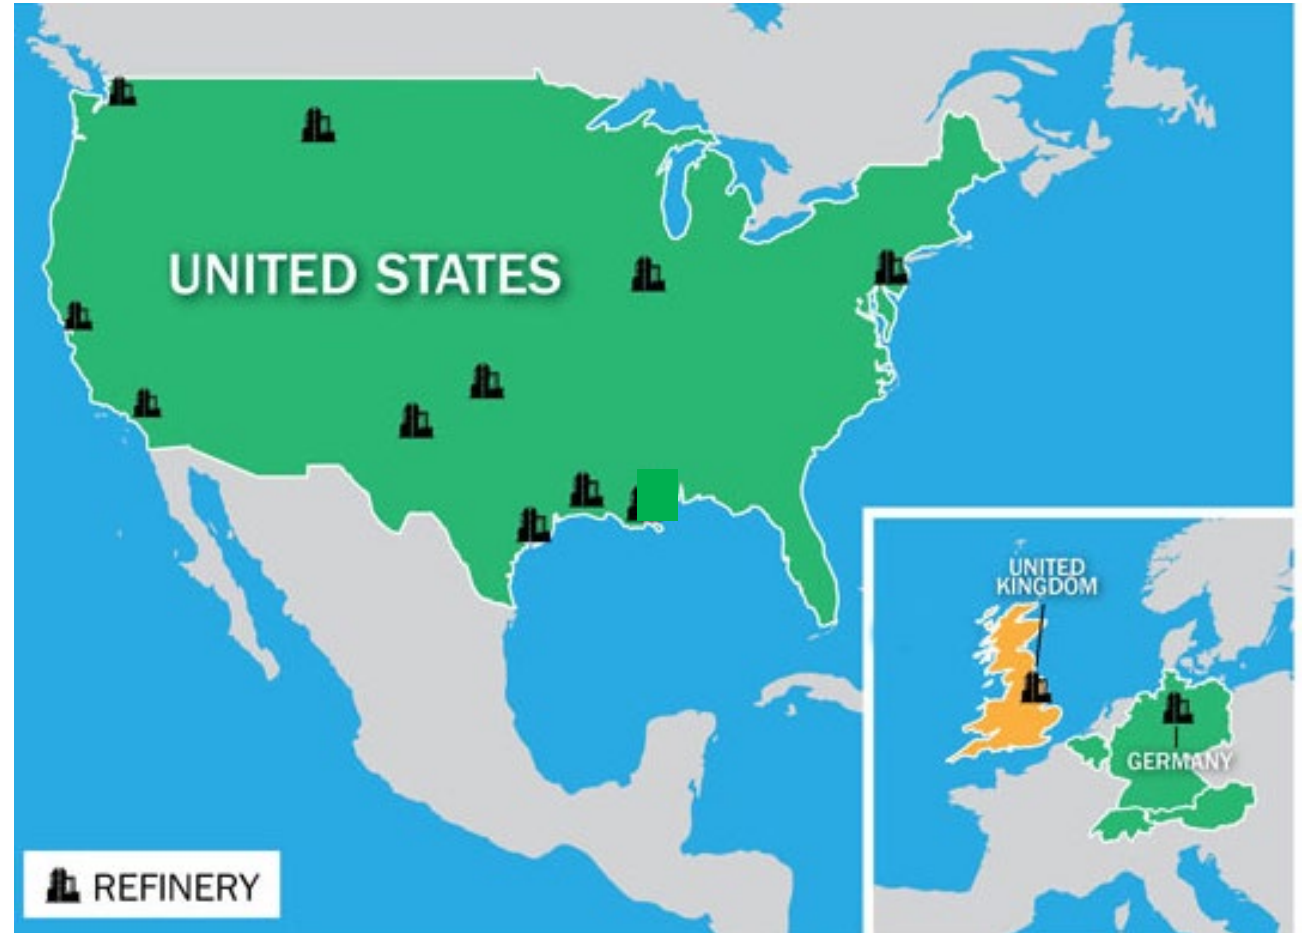 UNITED STATES
UNITED
KINGDOM
GERMANY
REFINERY